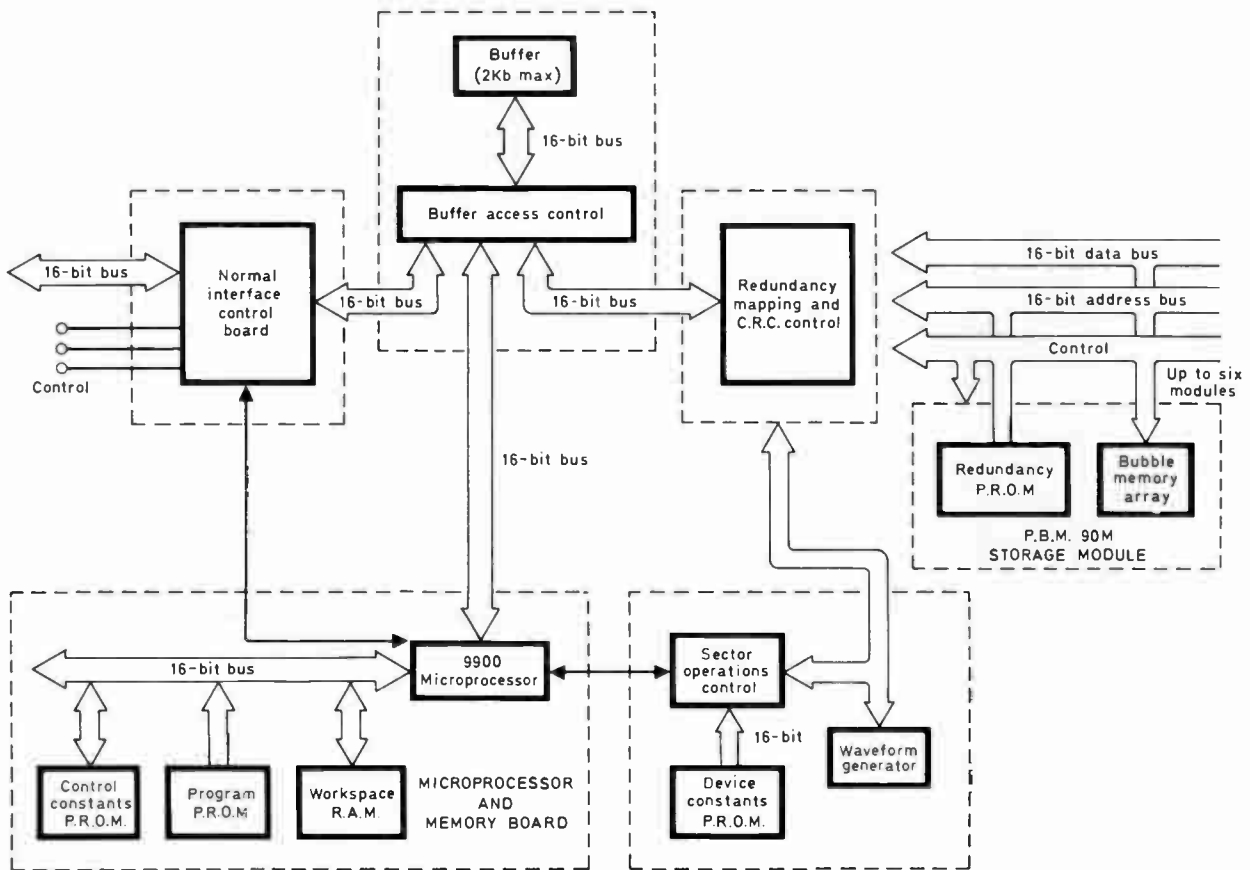 Buffer
(2Kb max)
16-bit bus
Buffer access control
16-bit bus
Normal
interface
control
board
Control
16-bit bus
16-bit bus
Redundancy
mapping and
C.R.C. control
16-bit data bus
16-bit address bus
Control
Up to six
modules
Redundancy
P.R.O.M
Bubble
memory
array
P.B.M. 90M
STORAGE MODULE
16-bit bus
16-bit bus
9900
Microprocessor
Control
constants
P.R.O.M.
Program
P.R.O.M
Workspace
R.A.M.
MICROPROCESSOR
AND
MEMORY BOARD
Sector
operations
control
16-bit
Device
constants
P.R.O.M.
Waveform
generator